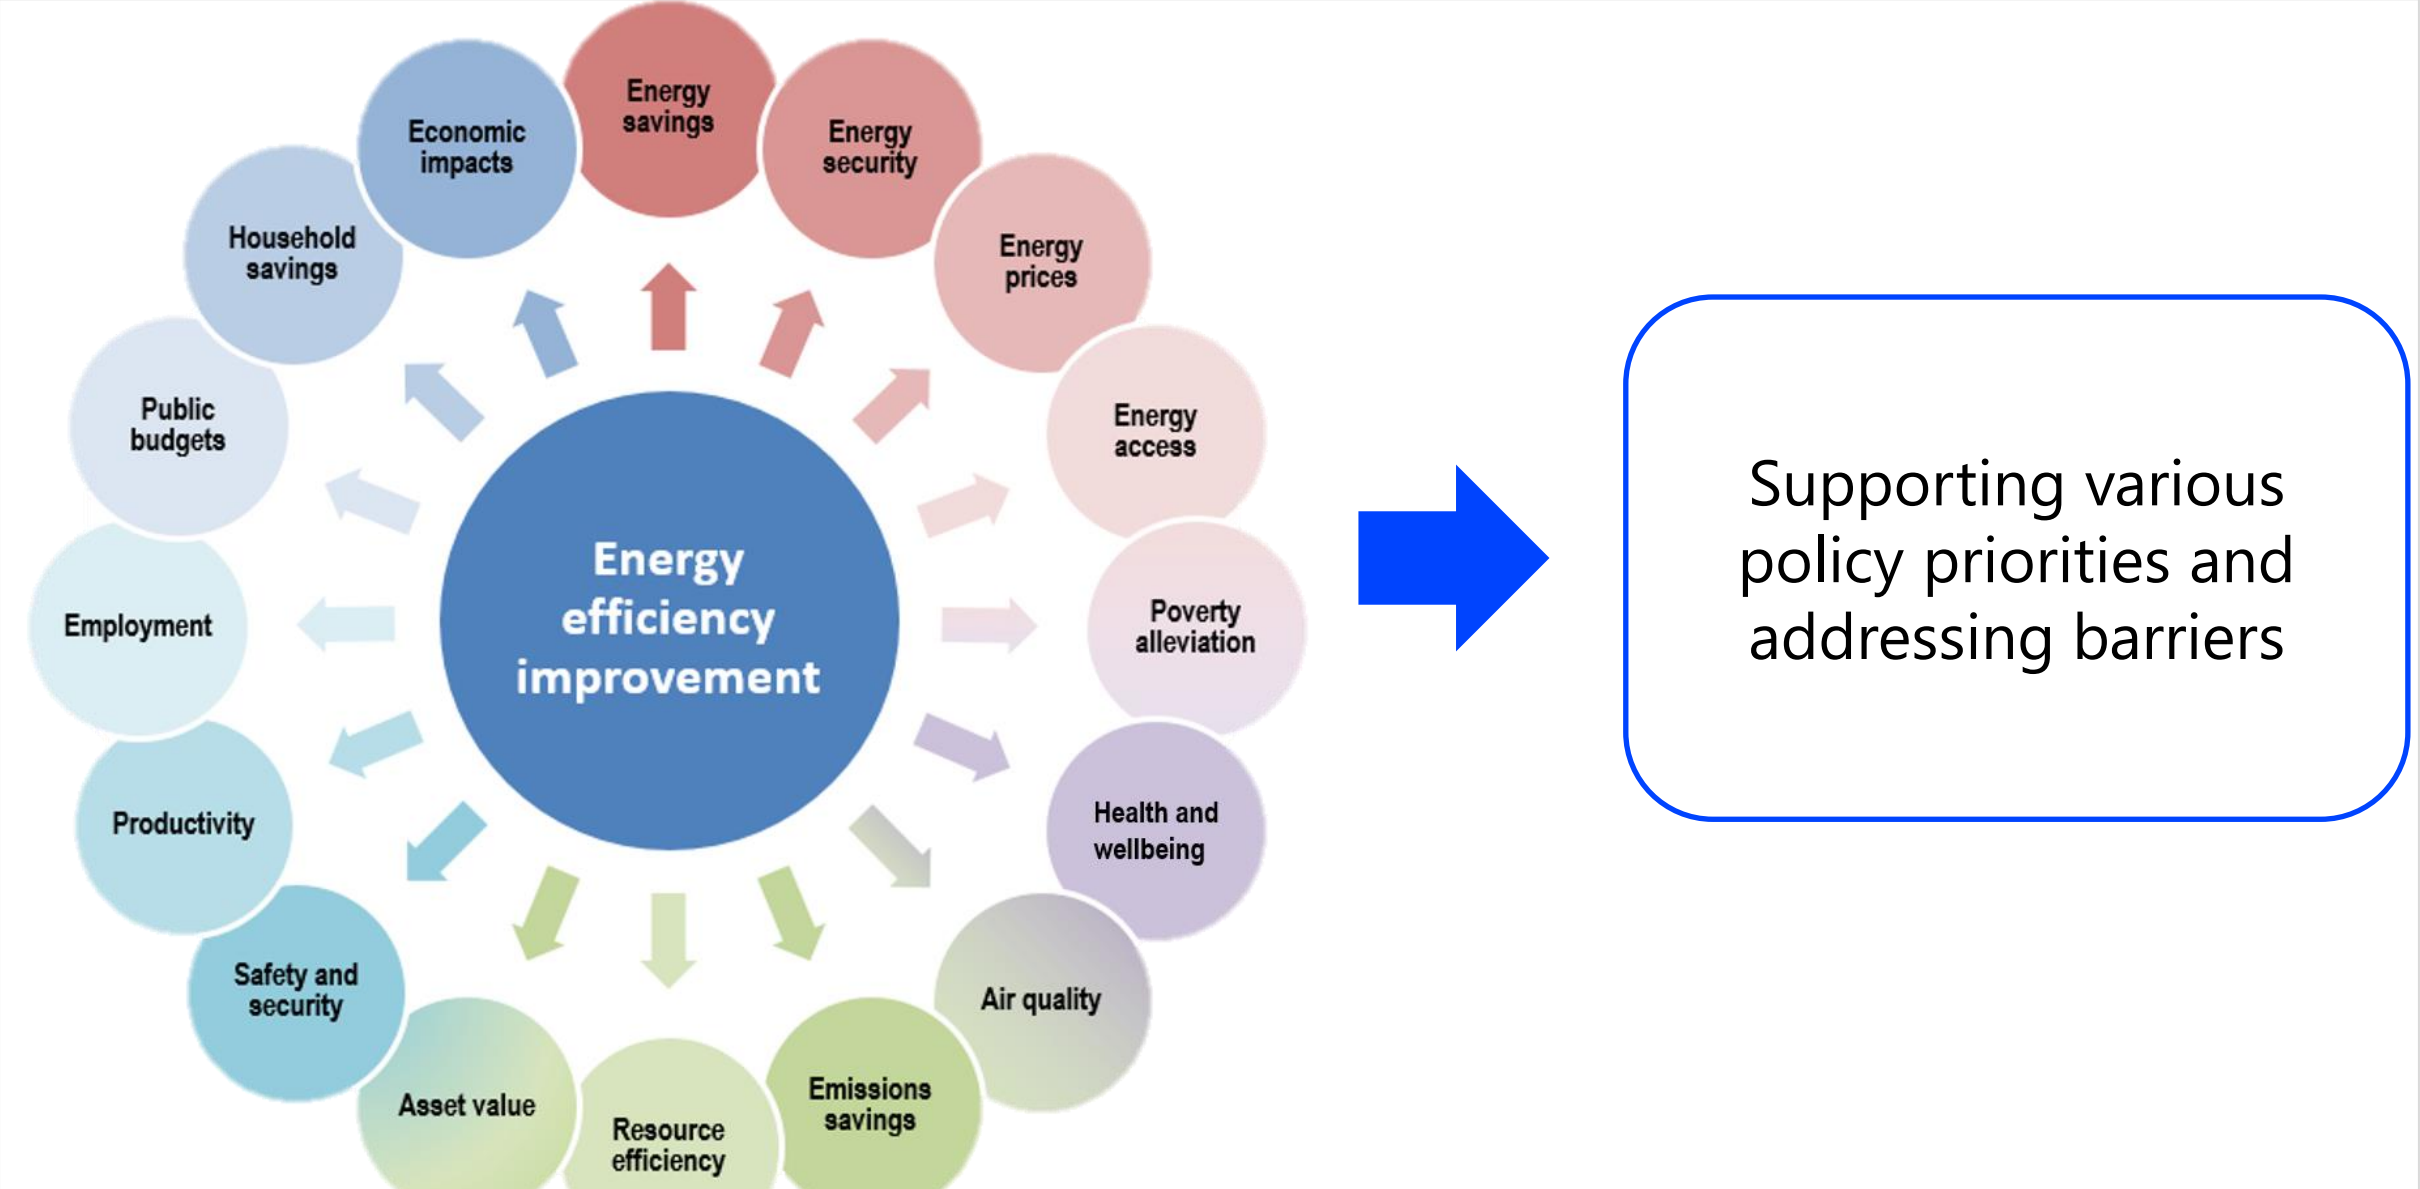 Energy
savings
Energy
security
Energy
prices
Energy
access
Poverty
alleviation
Health and
wellbeing
Air quality
Emissions
savings
Resource
efficiency
Asset value
Safety and
security
Productivity
Employment
Public
budgets
Household
savings
Economic
impacts
Energy
efficiency
improvement
Supporting various
policy priorities and
addressing barriers